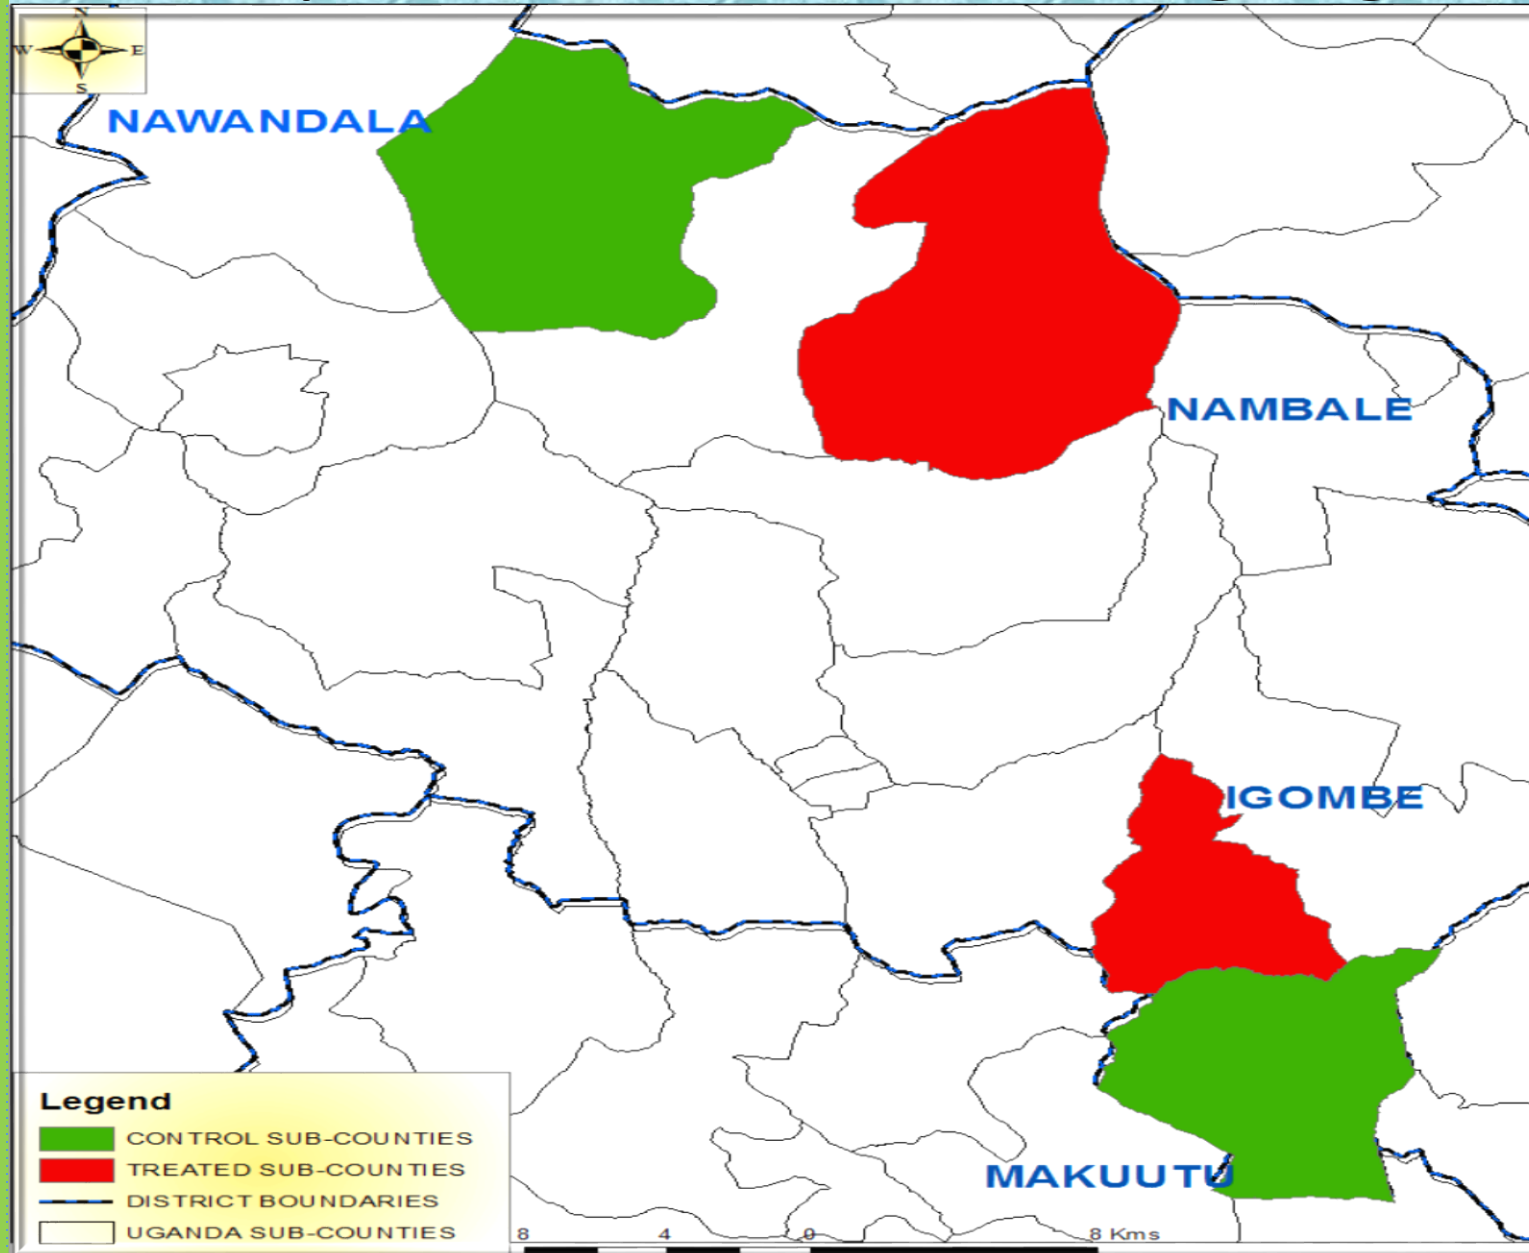 N
W E
S
NAWANDALA
NAMBALE
IGOMBE
MAKUUTU
Legend
CONTROL SUB-COUNTIES
TREATED SUB-COUNTIES
DISTRICT BOUNDARIES
UGANDA SUB-COUNTIES
8 4 0 8 Kms